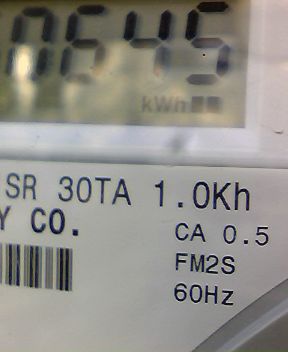 0645
kWh
SR 30TA 1.0Kh
Y CO.
CA 0.5
FM2S
60Hz